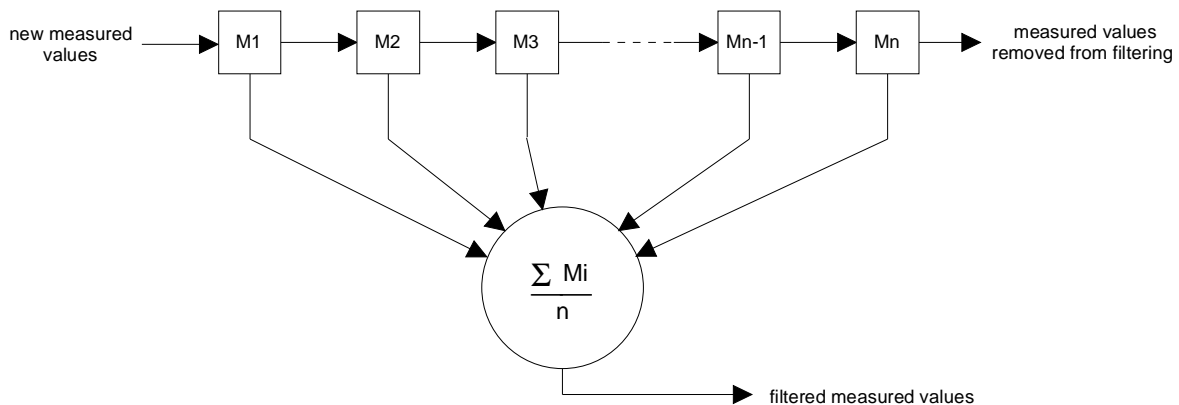 new measured
values
M1
M2
M3
Mn-1
Mn
measured values
removed from filtering
Σ Mi
n
filtered measured values